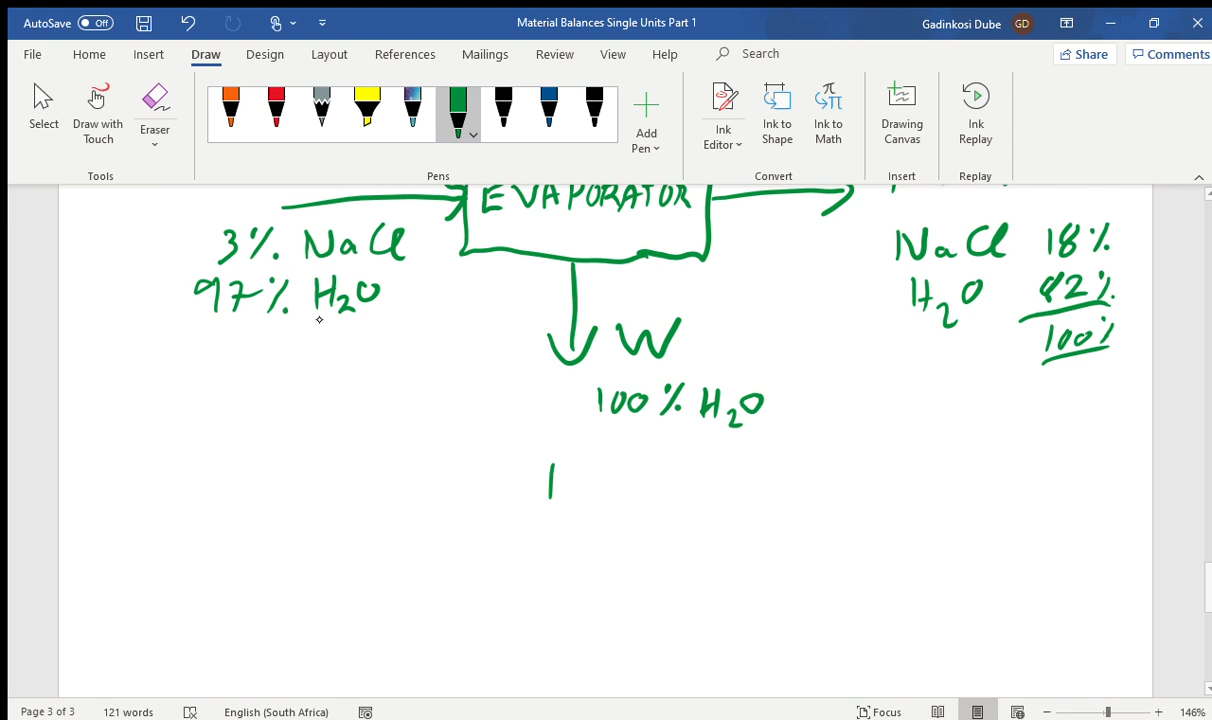 AutoSave Off Material Balances Single Units Part 1 Gadinkosi Dube GD
File Home Insert Draw Design Layout References Mailings Review View Help Search Share Comments
Select Draw with Touch Eraser Add Pen Ink Editor Ink to Shape Ink to Math Drawing Canvas Ink Replay
Tools Pens Convert Insert Replay
EVAPORATOR
3% NaCl NaCl 18%
97% H2O H2O 82%
100%
W
100% H2O
Page 3 of 3 121 words English (South Africa) Focus 146%